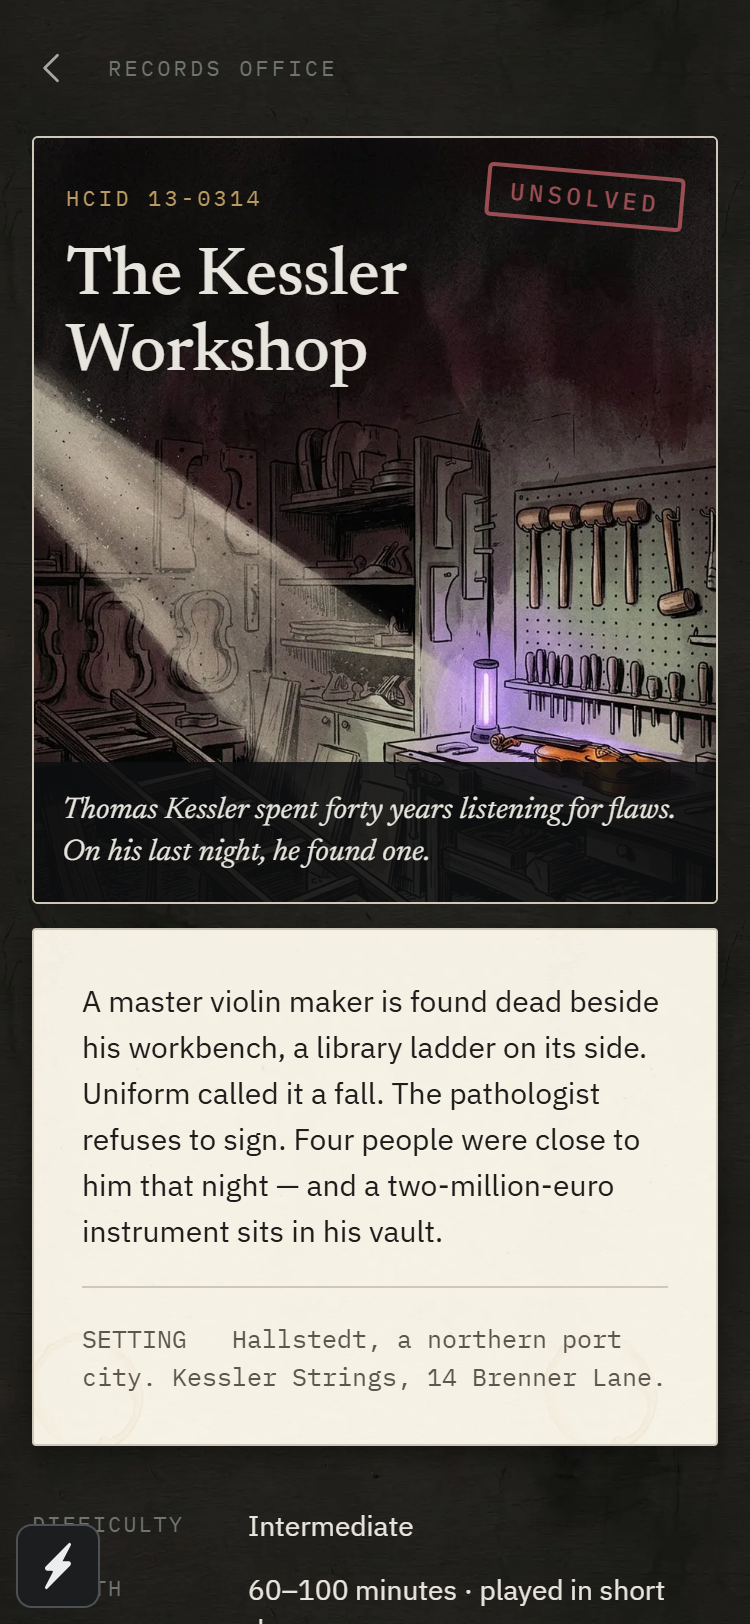 RECORDS OFFICE
HCID 13-0314
UNSOLVED
The Kessler
Workshop
Thomas Kessler spent forty years listening for flaws.
On his last night, he found one.
A master violin maker is found dead beside
his workbench, a library ladder on its side.
Uniform called it a fall. The pathologist
refuses to sign. Four people were close to
him that night — and a two-million-euro
instrument sits in his vault.
SETTING Hallstedt, a northern port
city. Kessler Strings, 14 Brenner Lane.
DIFFICULTY Intermediate
60–100 minutes · played in short